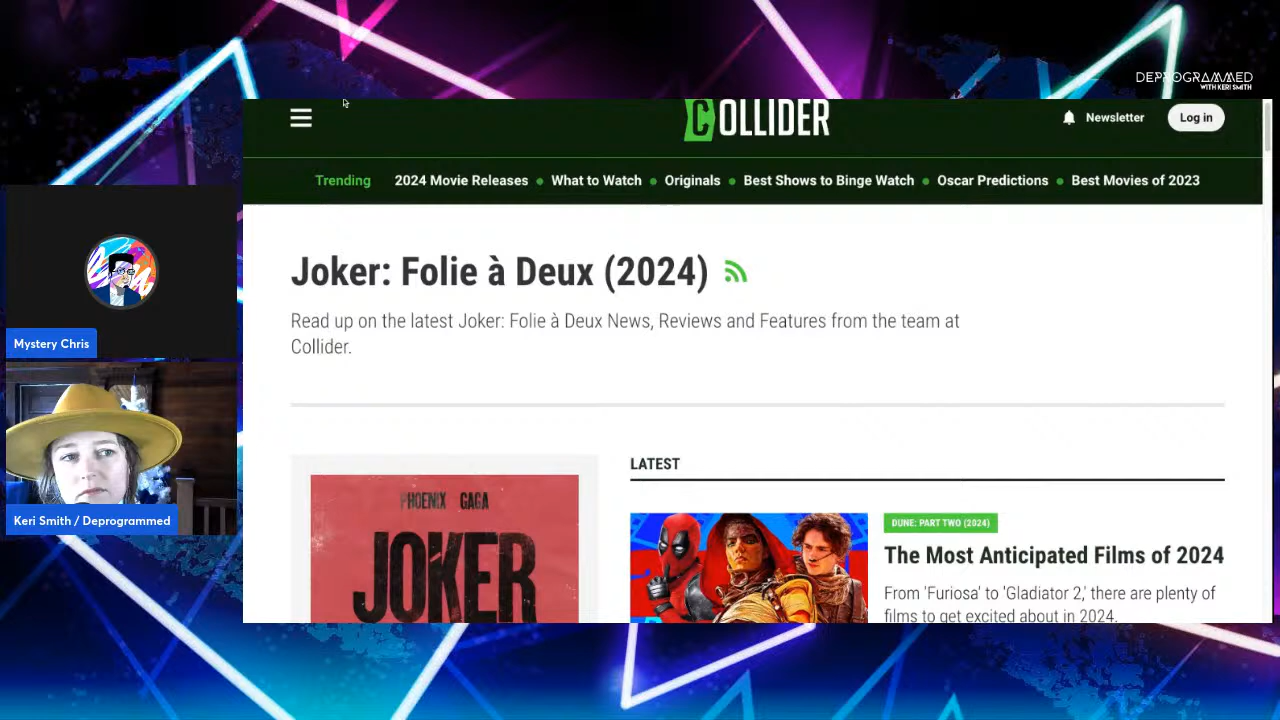 DEPROGRAMMED
WITH KERI SMITH
COLLIDER
Newsletter
Log in
Trending
2024 Movie Releases
What to Watch
Originals
Best Shows to Binge Watch
Oscar Predictions
Best Movies of 2023
Joker: Folie à Deux (2024)
Read up on the latest Joker: Folie à Deux News, Reviews and Features from the team at
Collider.
Mystery Chris
Keri Smith / Deprogrammed
PHOENIX GAGA
JOKER
LATEST
DUNE: PART TWO (2024)
The Most Anticipated Films of 2024
From 'Furiosa' to 'Gladiator 2,' there are plenty of
films to get excited about in 2024.